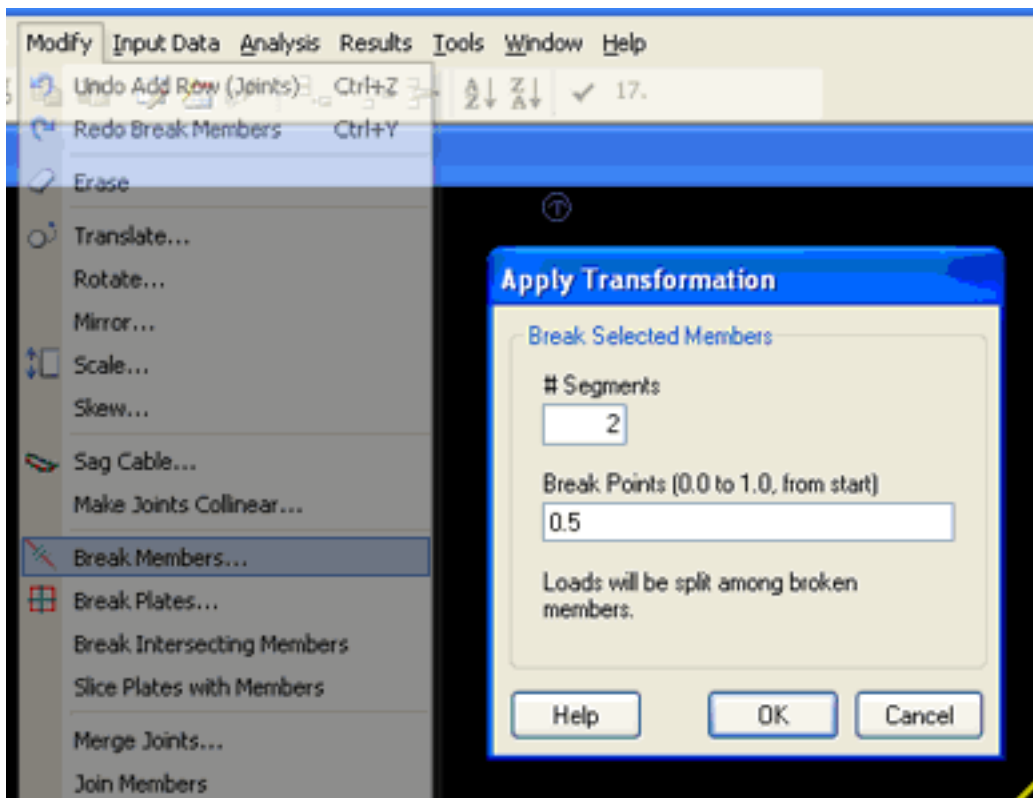 Modify Input Data Analysis Results Tools Window Help
Undo Add Row (Joints) Ctrl+Z
17.
Redo Break Members Ctrl+Y
Erase
Translate...
Rotate...
Mirror...
Scale...
Skew...
Sag Cable...
Make Joints Collinear...
Break Members...
Break Plates...
Break Intersecting Members
Slice Plates with Members
Merge Joints...
Join Members
Apply Transformation
Break Selected Members
# Segments
2
Break Points (0.0 to 1.0, from start)
0.5
Loads will be split among broken
members.
Help OK Cancel